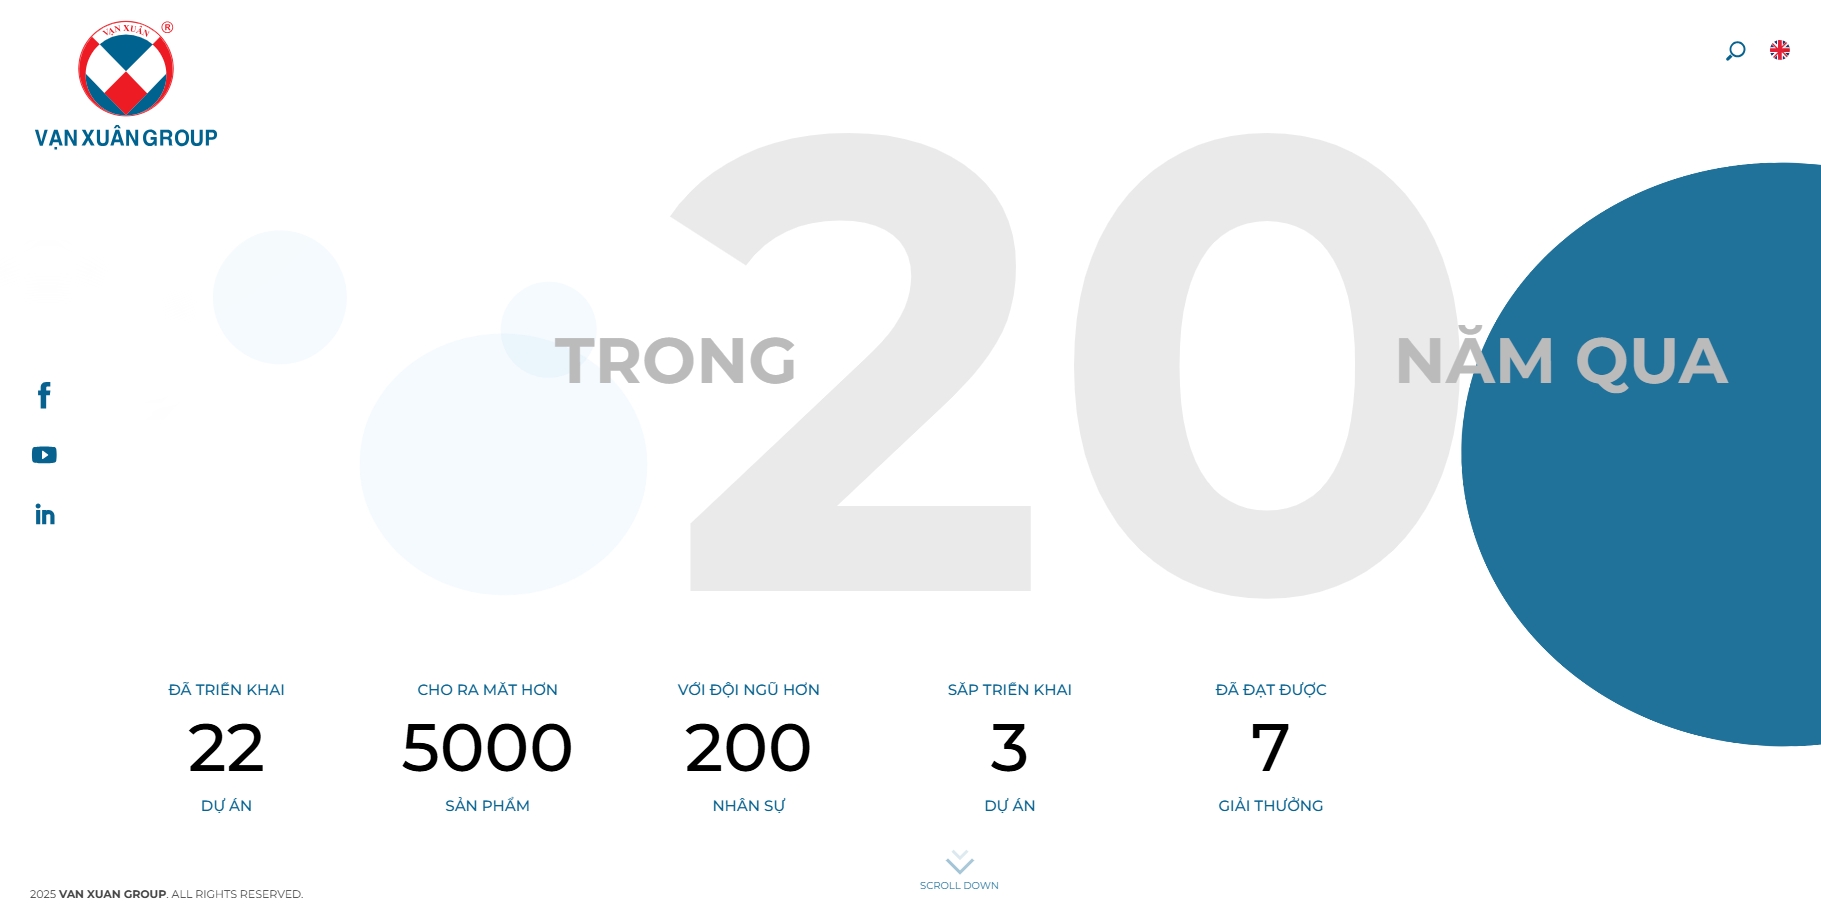 VẠN XUÂN ®
VẠN XUÂN GROUP
TRONG 20 NĂM QUA
ĐÃ TRIỂN KHAI
22
DỰ ÁN
CHO RA MẮT HƠN
5000
SẢN PHẨM
VỚI ĐỘI NGŨ HƠN
200
NHÂN SỰ
SẮP TRIỂN KHAI
3
DỰ ÁN
ĐÃ ĐẠT ĐƯỢC
7
GIẢI THƯỞNG
SCROLL DOWN
2025 VAN XUAN GROUP. ALL RIGHTS RESERVED.